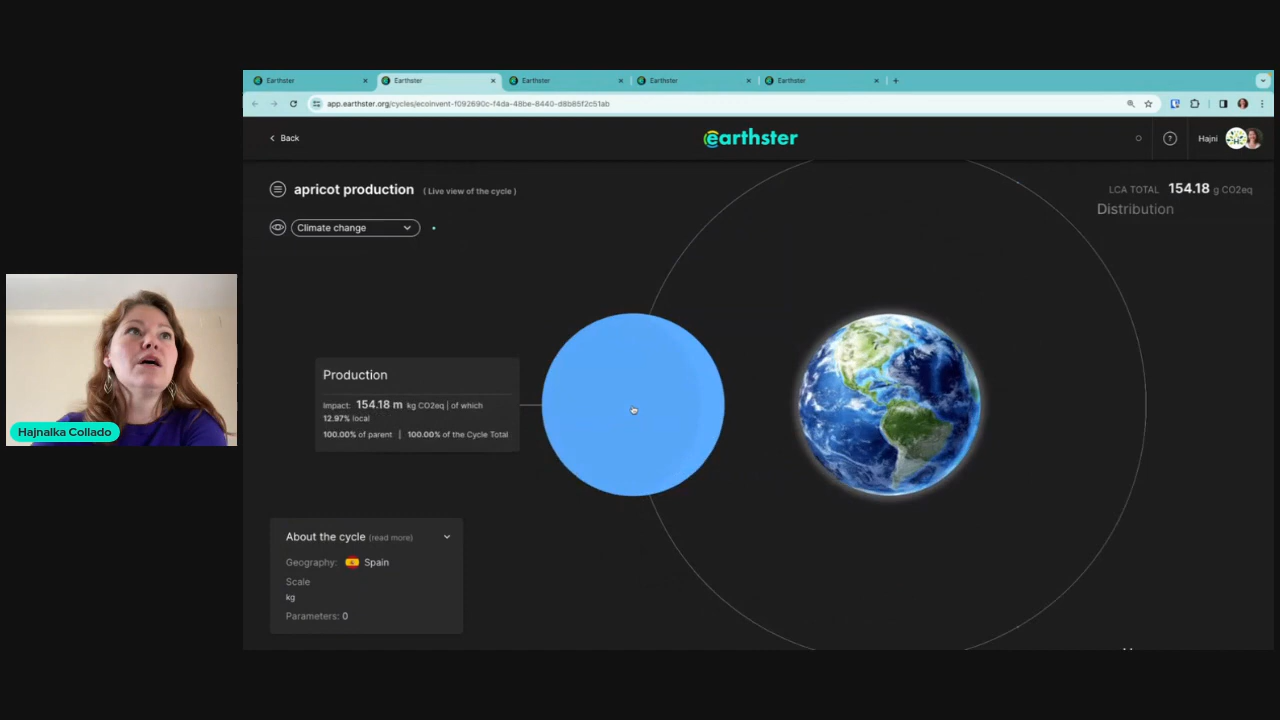 Earthster
Earthster
Earthster
Earthster
Earthster
app.earthster.org/cycles/ecoinvent-f092690c-f4da-48be-8440-d8b85f2c51ab
Back
earthster
Hajni
apricot production
( Live view of the cycle )
LCA TOTAL 154.18 g CO2eq
Distribution
Climate change
Production
Impact: 154.18 m kg CO2eq | of which
12.97% local
100.00% of parent | 100.00% of the Cycle Total
Hajnalka Collado
About the cycle (read more)
Geography: Spain
Scale
kg
Parameters: 0